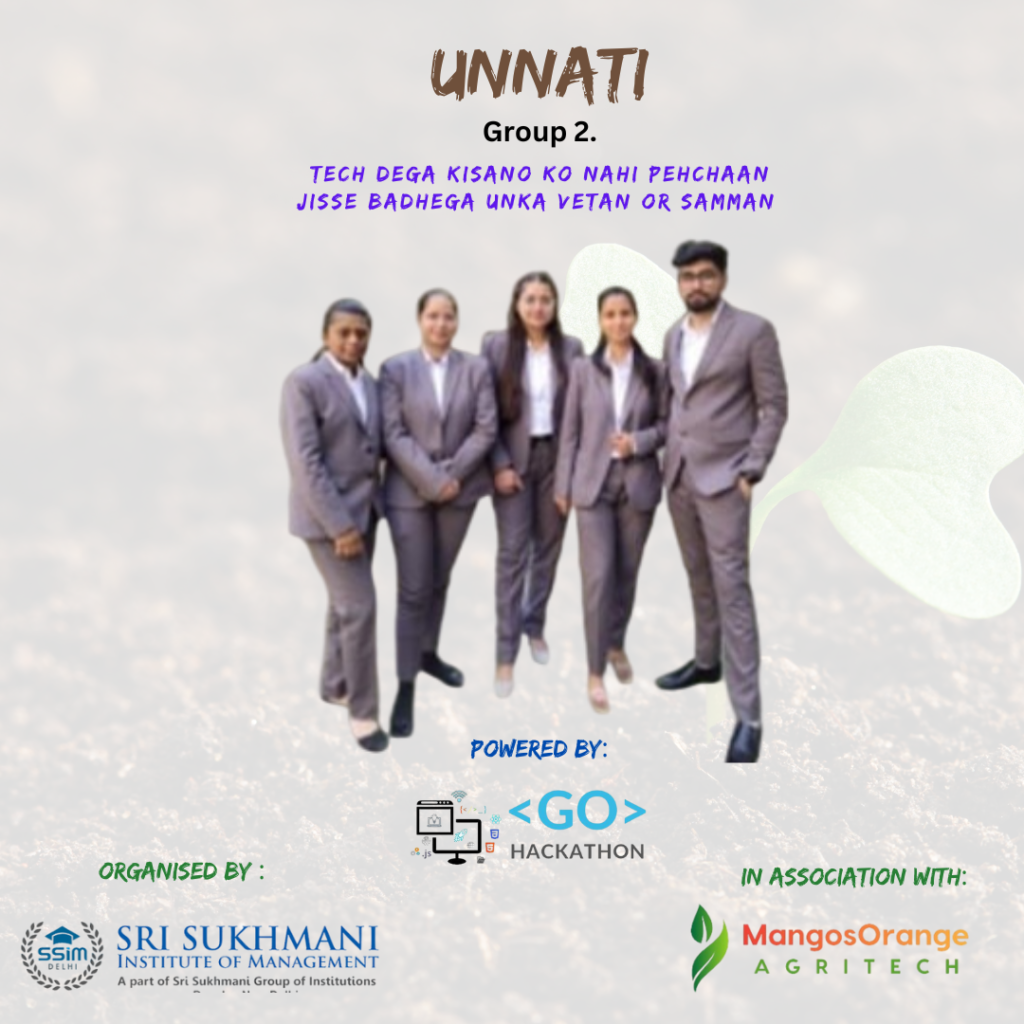 UNNATI
Group 2.
TECH DEGA KISANO KO NAHI PEHCHAAN
JISSE BADHEGA UNKA VETAN OR SAMMAN
POWERED BY:
<GO>
HACKATHON
ORGANISED BY :
SSIM
DELHI
SRI SUKHMANI
INSTITUTE OF MANAGEMENT
A part of Sri Sukhmani Group of Institutions
IN ASSOCIATION WITH:
MangosOrange
AGRITECH